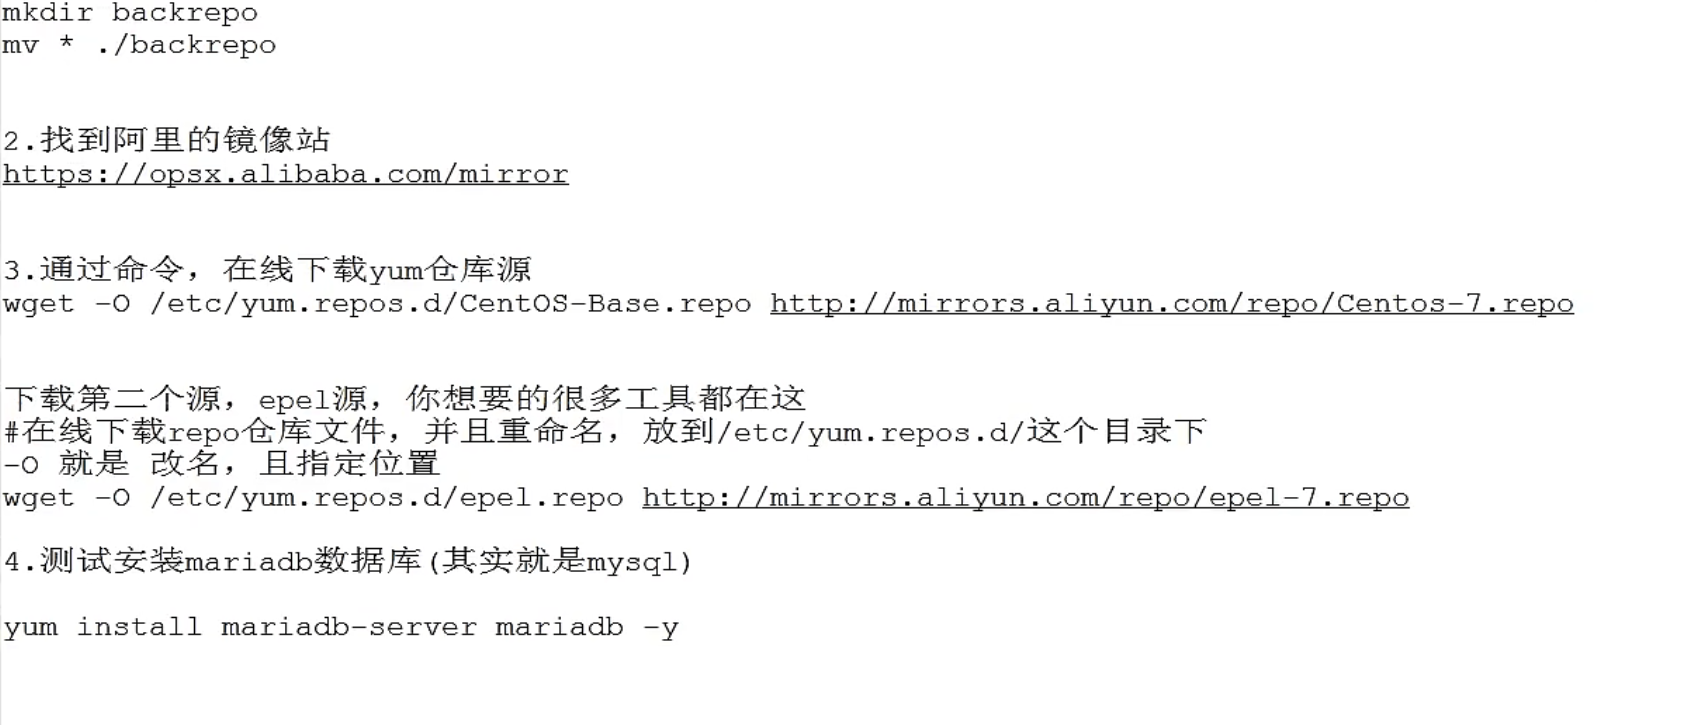 mkdir backrepo
mv * ./backrepo
2.找到阿里的镜像站
https://opsx.alibaba.com/mirror
3.通过命令，在线下载yum仓库源
wget -O /etc/yum.repos.d/CentOS-Base.repo http://mirrors.aliyun.com/repo/Centos-7.repo
下载第二个源，epel源，你想要的很多工具都在这
#在线下载repo仓库文件，并且重命名，放到/etc/yum.repos.d/这个目录下
-O 就是 改名，且指定位置
wget -O /etc/yum.repos.d/epel.repo http://mirrors.aliyun.com/repo/epel-7.repo
4.测试安装mariadb数据库(其实就是mysql)
yum install mariadb-server mariadb -y